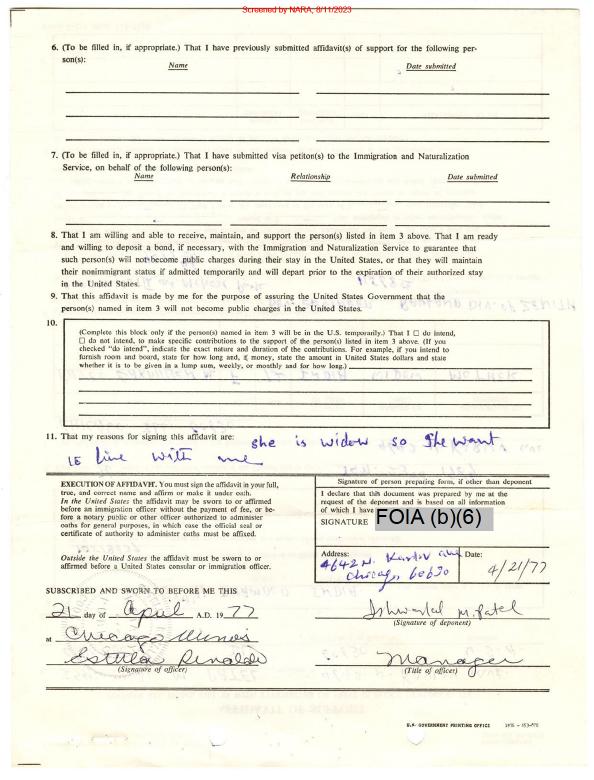 Screened by NARA, 8/11/2023
6. (To be filled in, if appropriate.) That I have previously submitted affidavit(s) of support for the following per-
son(s):
Name
Date submitted
7. (To be filled in, if appropriate.) That I have submitted visa petiton(s) to the Immigration and Naturalization
Service, on behalf of the following person(s):
Name
Relationship
Date submitted
8. That I am willing and able to receive, maintain, and support the person(s) listed in item 3 above. That I am ready
and willing to deposit a bond, if necessary, with the Immigration and Naturalization Service to guarantee that
such person(s) will not become public charges during their stay in the United States, or that they will maintain
their nonimmigrant status if admitted temporarily and will depart prior to the expiration of their authorized stay
in the United States.
9. That this affidavit is made by me for the purpose of assuring the United States Government that the
person(s) named in item 3 will not become public charges in the United States.
10.
(Complete this block only if the person(s) named in item 3 will be in the U.S. temporarily.) That I ☐ do intend,
☐ do not intend, to make specific contributions to the support of the person(s) listed in item 3 above. (If you
checked "do intend", indicate the exact nature and duration of the contributions. For example, if you intend to
furnish room and board, state for how long and, if money, state the amount in United States dollars and state
whether it is to be given in a lump sum, weekly, or monthly and for how long.)
11. That my reasons for signing this affidavit are: she is widow so she want
to live with me
EXECUTION OF AFFIDAVIT. You must sign the affidavit in your full,
true, and correct name and affirm or make it under oath.
In the United States the affidavit may be sworn to or affirmed
before an immigration officer without the payment of fee, or be-
fore a notary public or other officer authorized to administer
oaths for general purposes, in which case the official seal or
certificate of authority to administer oaths must be affixed.
Outside the United States the affidavit must be sworn to or
affirmed before a United States consular or immigration officer.
Signature of person preparing form, if other than deponent
I declare that this document was prepared by me at the
request of the deponent and is based on all information
of which I have
SIGNATURE FOIA (b)(6)
Address:
4642 N. Karlov ave
Chicago, 60630
Date:
4/21/77
SUBSCRIBED AND SWORN TO BEFORE ME THIS
21 day of April A.D. 19 77
at Chicago Illinois
Estella Renaldi
(Signature of officer)
Ishwarlal M. Patel
(Signature of deponent)
Manager
(Title of officer)
U.S. GOVERNMENT PRINTING OFFICE